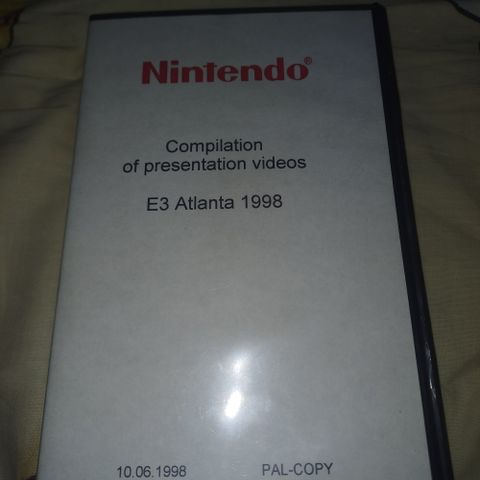 Nintendo®
Compilation
of presentation videos
E3 Atlanta 1998
10.06.1998 PAL-COPY